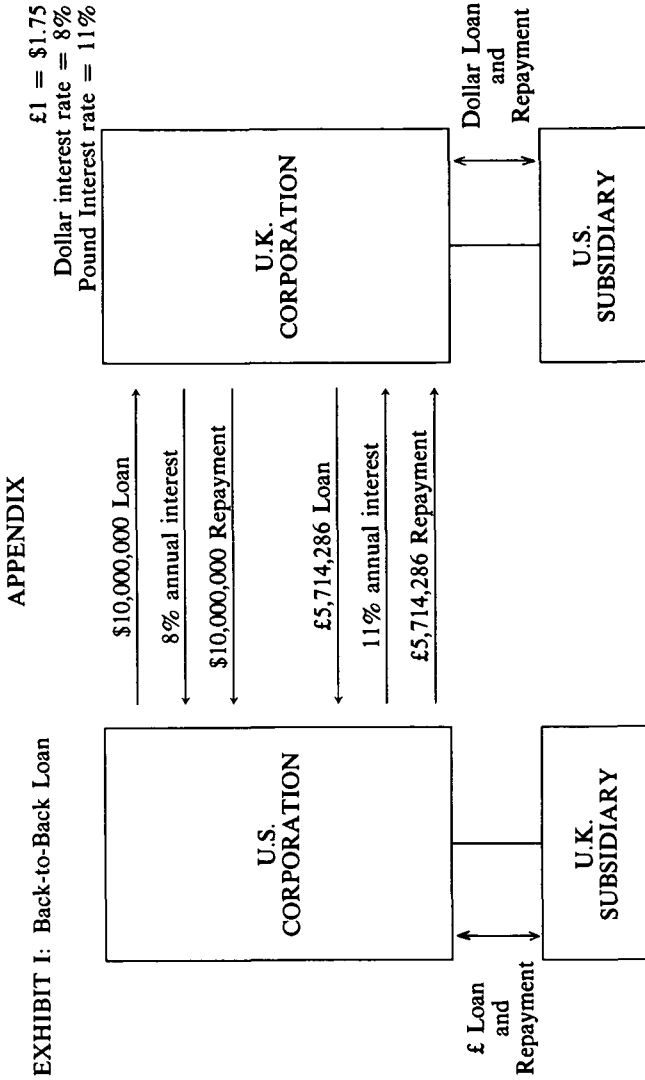 APPENDIX
EXHIBIT I: Back-to-Back Loan
£1 = $1.75
Dollar interest rate = 8%
Pound Interest rate = 11%
U.S.
CORPORATION
$10,000,000 Loan
8% annual interest
$10,000,000 Repayment
£5,714,286 Loan
11% annual interest
£5,714,286 Repayment
U.K.
CORPORATION
£ Loan
and
Repayment
U.K.
SUBSIDIARY
Dollar Loan
and
Repayment
U.S.
SUBSIDIARY